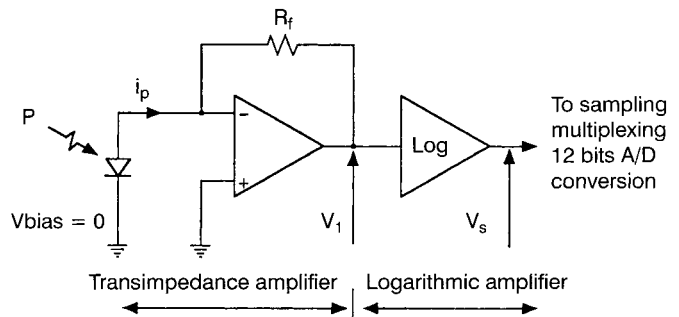 R_f
i_p
P
−
+
Log
To sampling
multiplexing
12 bits A/D
conversion
Vbias = 0
V_1
V_s
Transimpedance amplifier
Logarithmic amplifier